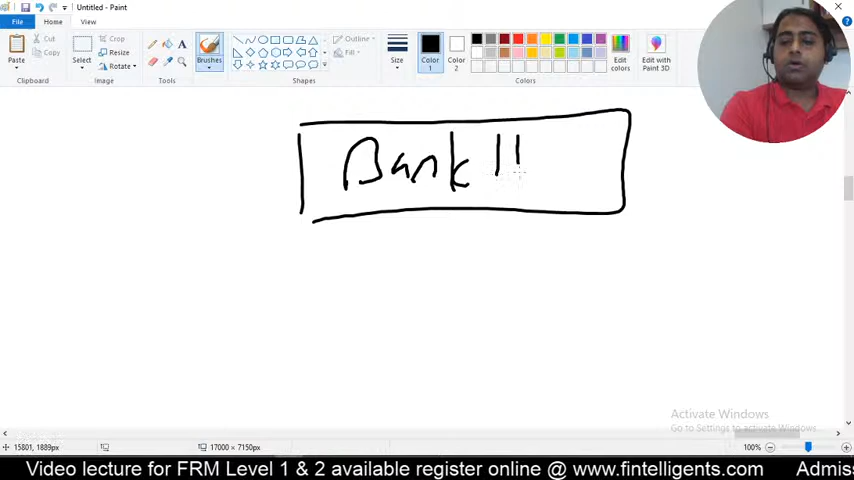 Untitled - Paint
File Home View
Paste
Cut
Copy
Clipboard
Select
Crop
Resize
Rotate
Image
A
Tools
Brushes
Outline
Fill
Shapes
Size
Color 1
Color 2
Edit colors
Colors
Edit with Paint 3D
Bank !!
Activate Windows
Go to Settings to activate Windows.
15801, 1889px
17000 × 7150px
100%
Video lecture for FRM Level 1 & 2 available register online @ www.fintelligents.com Admiss